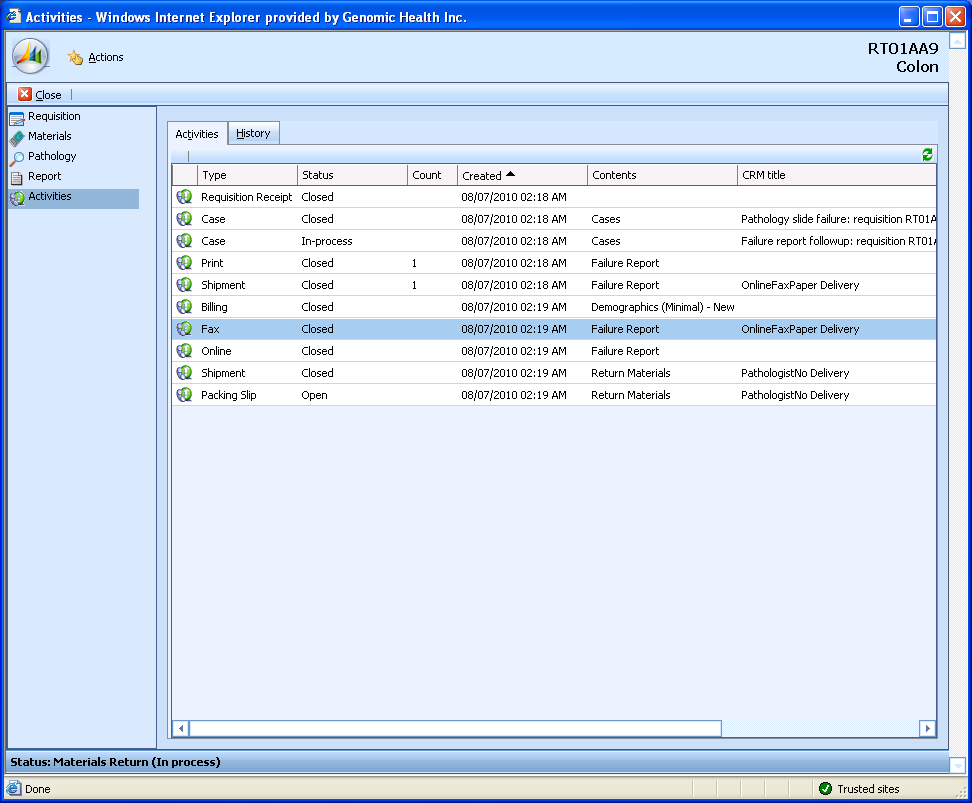 Activities - Windows Internet Explorer provided by Genomic Health Inc.
Actions
RT01AA9
Colon
Close
Requisition
Materials
Pathology
Report
Activities
Activities History
Type Status Count Created Contents CRM title
Requisition Receipt Closed 08/07/2010 02:18 AM
Case Closed 08/07/2010 02:18 AM Cases Pathology slide failure: requisition RT01A
Case In-process 08/07/2010 02:18 AM Cases Failure report followup: requisition RT01A
Print Closed 1 08/07/2010 02:18 AM Failure Report
Shipment Closed 1 08/07/2010 02:18 AM Failure Report OnlineFaxPaper Delivery
Billing Closed 08/07/2010 02:19 AM Demographics (Minimal) - New
Fax Closed 08/07/2010 02:19 AM Failure Report OnlineFaxPaper Delivery
Online Closed 08/07/2010 02:19 AM Failure Report
Shipment Closed 08/07/2010 02:19 AM Return Materials PathologistNo Delivery
Packing Slip Open 08/07/2010 02:19 AM Return Materials PathologistNo Delivery
Status: Materials Return (In process)
Done Trusted sites